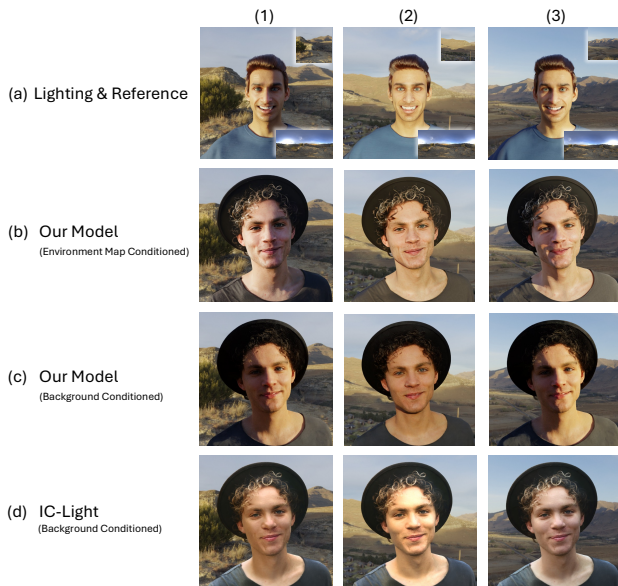 (1) (2) (3)
(a) Lighting & Reference
(b) Our Model
(Environment Map Conditioned)
(c) Our Model
(Background Conditioned)
(d) IC-Light
(Background Conditioned)